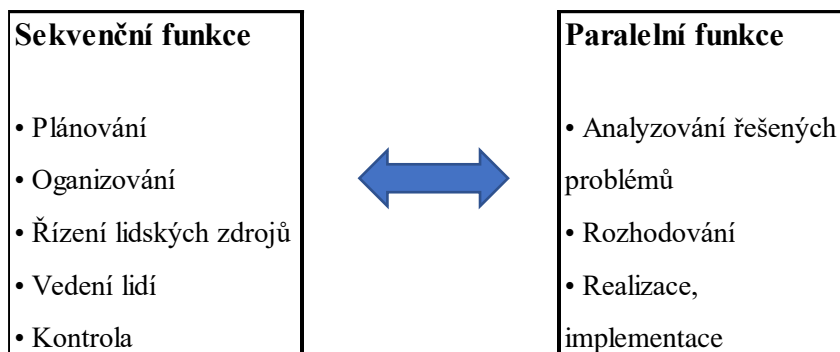 Sekvenční funkce
• Plánování
• Oganizování
• Řízení lidských zdrojů
• Vedení lidí
• Kontrola
Paralelní funkce
• Analyzování řešených
problémů
• Rozhodování
• Realizace,
implementace